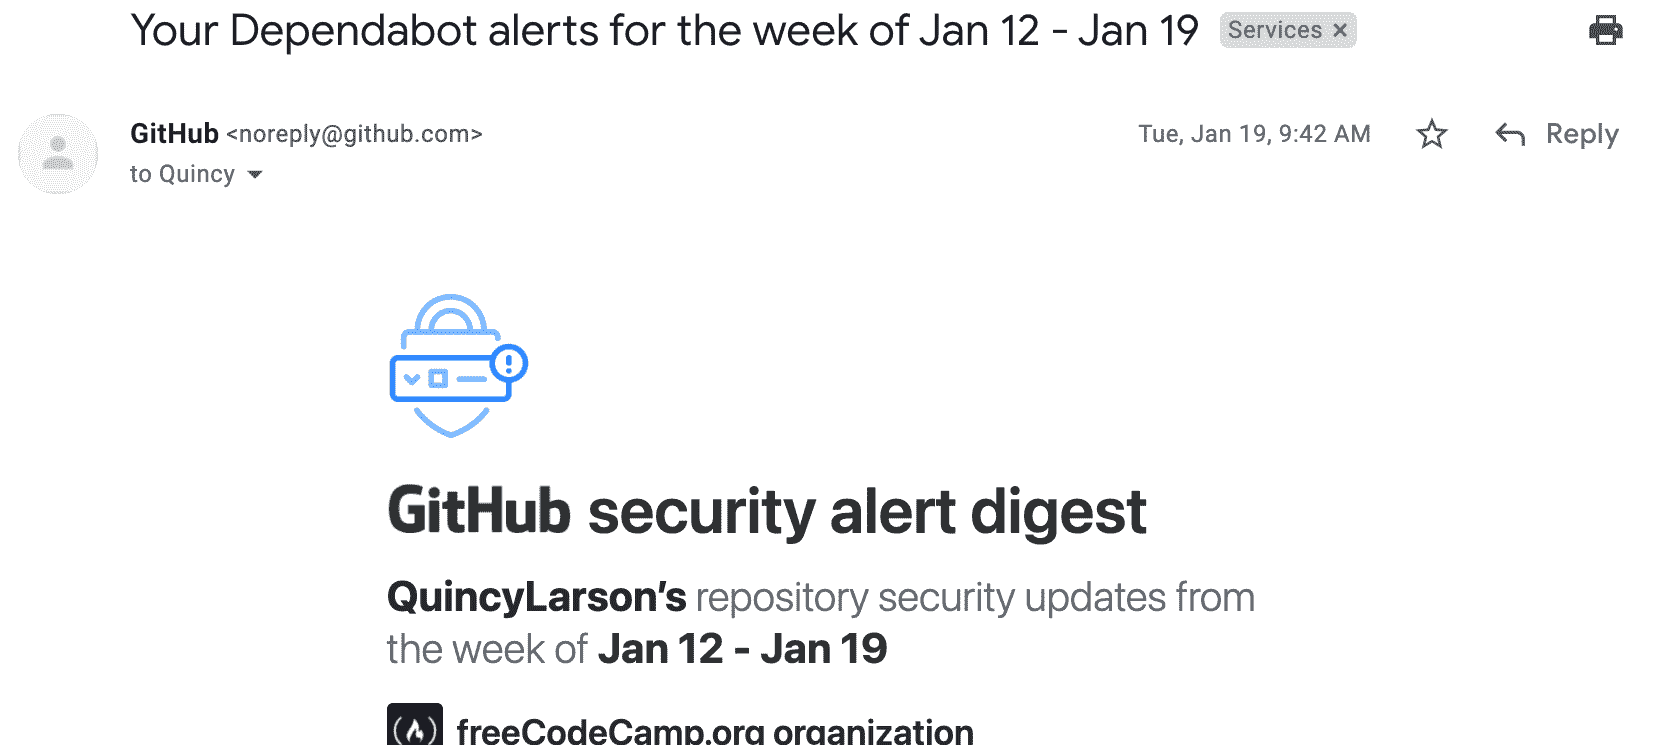 Your Dependabot alerts for the week of Jan 12 - Jan 19 Services ×
GitHub <noreply@github.com> Tue, Jan 19, 9:42 AM Reply
to Quincy
GitHub security alert digest
QuincyLarson’s repository security updates from
the week of Jan 12 - Jan 19
freeCodeCamp.org organization